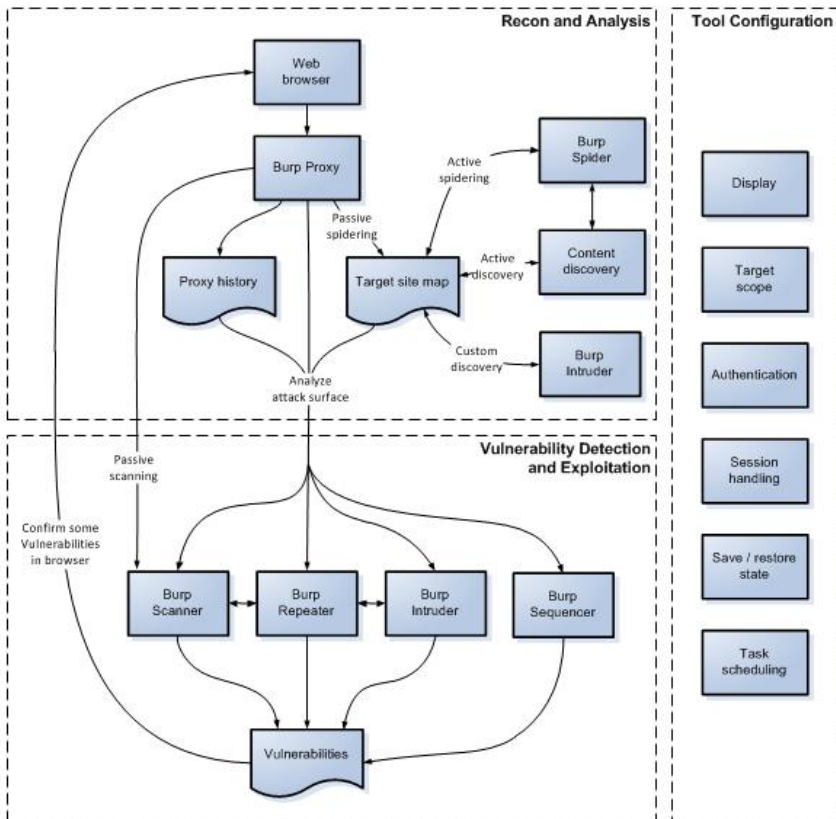 Recon and Analysis
Tool Configuration
Web
browser
Burp Proxy
Burp
Spider
Active
spidering
Passive
spidering
Display
Proxy history
Target site map
Active
discovery
Content
discovery
Target
scope
Custom
discovery
Burp
Intruder
Analyze
attack surface
Authentication
Vulnerability Detection
and Exploitation
Passive
scanning
Session
handling
Confirm some
Vulnerabilities
in browser
Save / restore
state
Burp
Scanner
Burp
Repeater
Burp
Intruder
Burp
Sequencer
Task
scheduling
Vulnerabilities